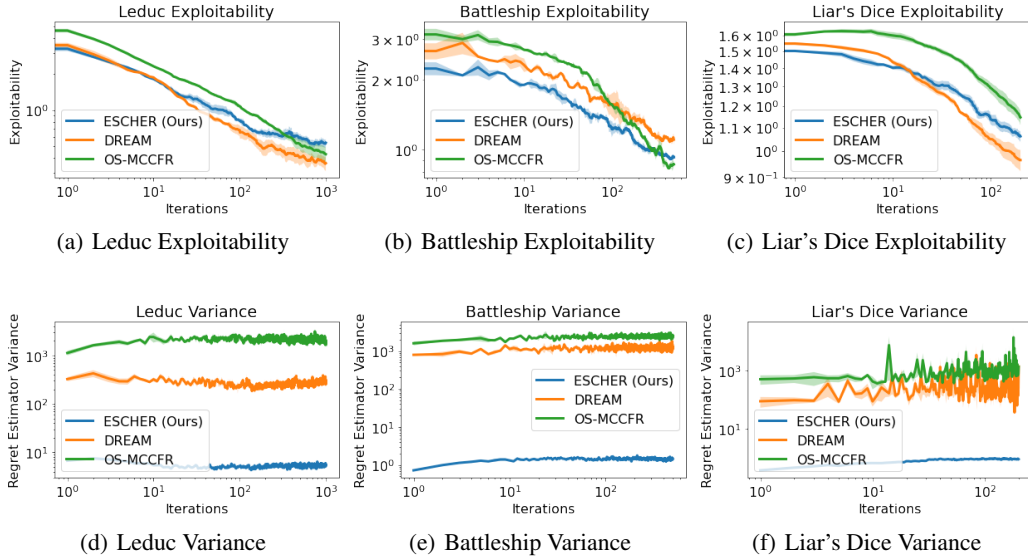 Leduc Exploitability
Exploitability
10⁰
ESCHER (Ours)
DREAM
OS-MCCFR
10⁰ 10¹ 10² 10³
Iterations
(a) Leduc Exploitability
Battleship Exploitability
Exploitability
3 × 10⁰
2 × 10⁰
10⁰
ESCHER (Ours)
DREAM
OS-MCCFR
10⁰ 10¹ 10²
Iterations
(b) Battleship Exploitability
Liar's Dice Exploitability
Exploitability
1.6 × 10⁰
1.5 × 10⁰
1.4 × 10⁰
1.3 × 10⁰
1.2 × 10⁰
1.1 × 10⁰
10⁰
9 × 10⁻¹
ESCHER (Ours)
DREAM
OS-MCCFR
10⁰ 10¹ 10²
Iterations
(c) Liar's Dice Exploitability
Leduc Variance
Regret Estimator Variance
10³
10²
10¹
ESCHER (Ours)
DREAM
OS-MCCFR
10⁰ 10¹ 10² 10³
Iterations
(d) Leduc Variance
Battleship Variance
Regret Estimator Variance
10³
10²
10¹
10⁰
ESCHER (Ours)
DREAM
OS-MCCFR
10⁰ 10¹ 10²
Iterations
(e) Battleship Variance
Liar's Dice Variance
Regret Estimator Variance
10³
10¹
ESCHER (Ours)
DREAM
OS-MCCFR
10⁰ 10¹ 10²
Iterations
(f) Liar's Dice Variance